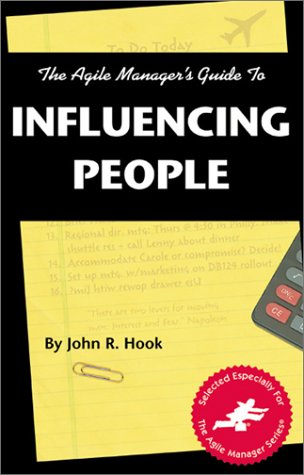 To Do Today
The Agile Manager's Guide To
INFLUENCING
PEOPLE
13. Regional dir. mtg: Thurs @ 4:30 in Philly.
shuttle res - call Lenny about dinner
14. Accommodate Carole or compromise? Decide!
15. Set up mtg. w/marketing on DB124 rollout
16.
"There are two levers for moving
men: interest and fear." Napoleon
By John R. Hook
ON/C
CE
Selected Especially For
The Agile Manager Series®